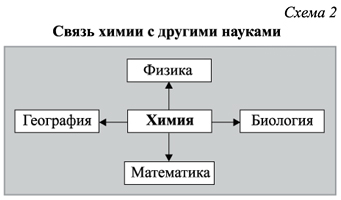 Схема 2
Связь химии с другими науками
Физика
География Химия Биология
Математика